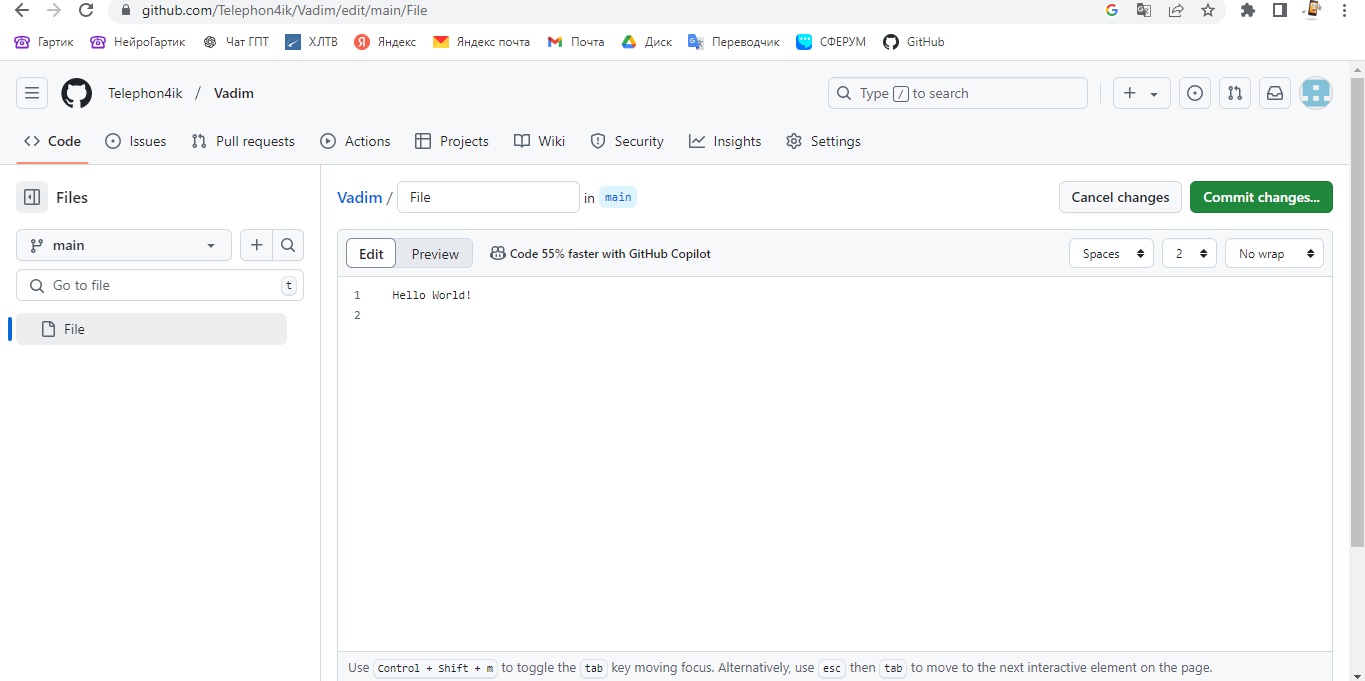 github.com/Telephon4ik/Vadim/edit/main/File
Гартик НейроГартик Чат ГПТ ХЛТВ Яндекс Яндекс почта Почта Диск Переводчик СФЕРУМ GitHub
Telephon4ik / Vadim Type / to search
Code Issues Pull requests Actions Projects Wiki Security Insights Settings
Files
Vadim / File in main Cancel changes Commit changes...
main
Edit Preview Code 55% faster with GitHub Copilot Spaces 2 No wrap
Go to file t
1 Hello World!
2
File
Use Control + Shift + m to toggle the tab key moving focus. Alternatively, use esc then tab to move to the next interactive element on the page.